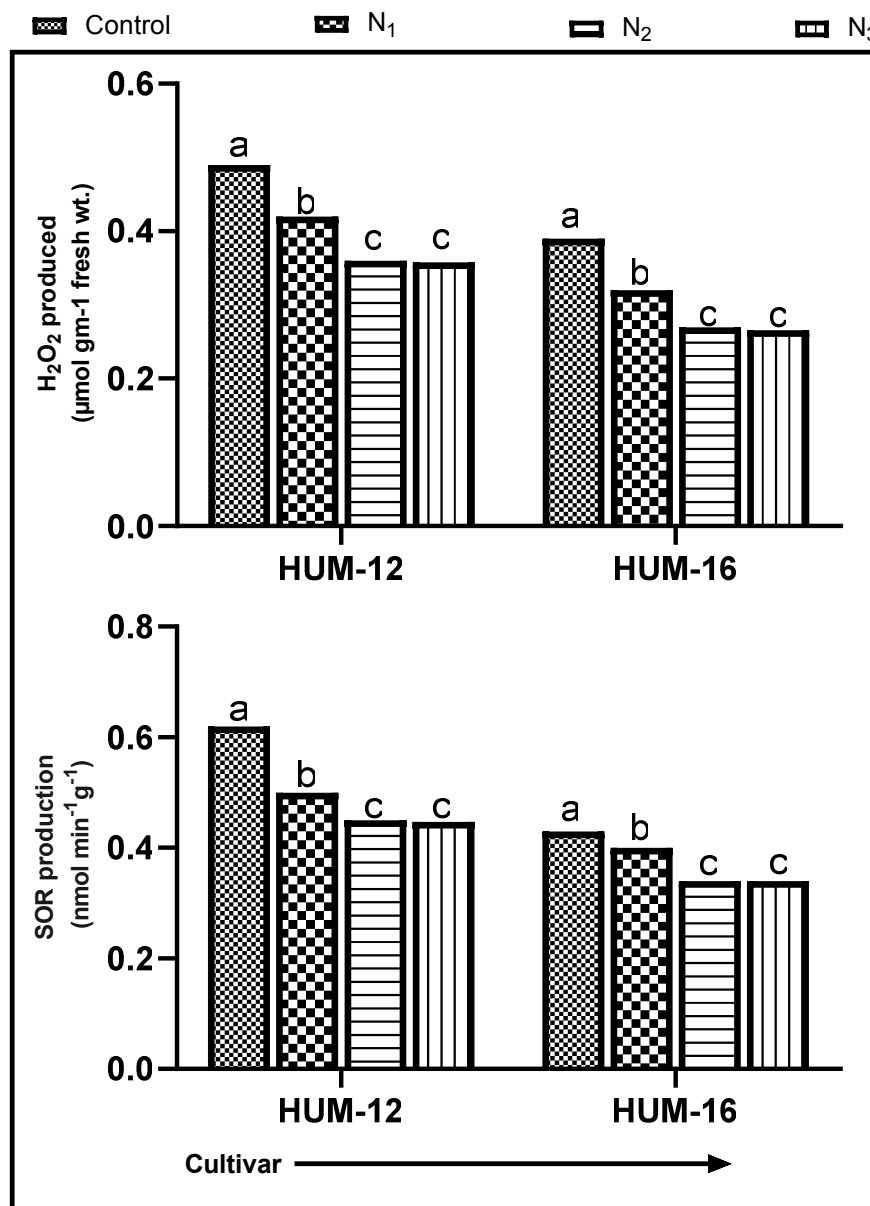 Control N₁ N₂ N₃
H₂O₂ produced
(µmol gm-1 fresh wt.)
0.6
0.4
0.2
0.0
a b c c a b c c
HUM-12 HUM-16
SOR production
(nmol min⁻¹g⁻¹)
0.8
0.6
0.4
0.2
0.0
a b c c a b c c
HUM-12 HUM-16
Cultivar